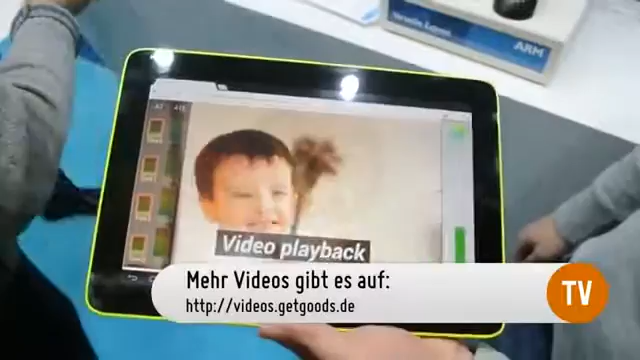 ARM
Video playback
Mehr Videos gibt es auf:
http://videos.getgoods.de
TV